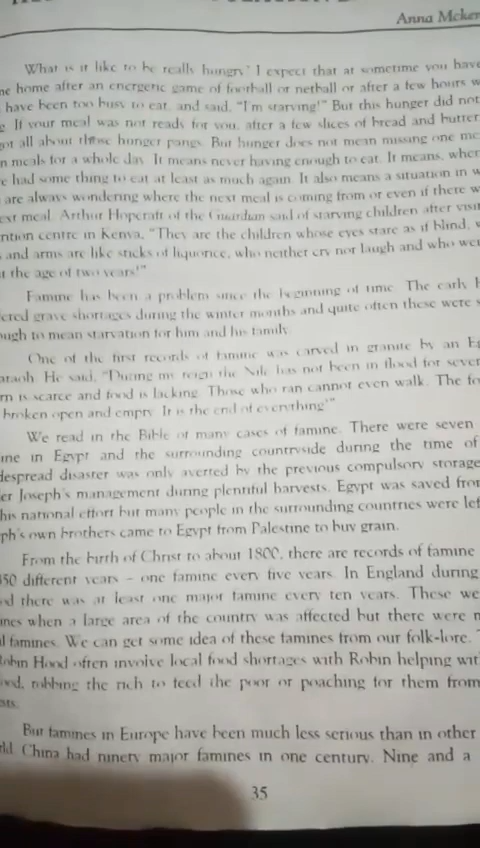 Anna Mcke
What is it like to be really hungry? I expect that at sometime you have
home after an energetic game of football or netball or after a few hours
have been too busy to eat, and said, "I'm starving!" But this hunger did not
If your meal was not ready for you, after a few slices of bread and butter
all about those hunger pangs. But hunger does not mean missing one
meals for a whole day. It means never having enough to eat. It means, when
had some thing to eat at least as much again. It also means a situation in
are always wondering where the next meal is coming from or even if there
meal. Arthur Hopcraft of the Guardian said of starving children after
centre in Kenya, "They are the children whose eyes stare as if blind,
and arms are like sticks of liquorice, who neither cry nor laugh and who
the age of two years!"
Famine has been a problem since the beginning of time. The early
grave shortages during the winter months and quite often these were
ough to mean starvation for him and his family.
One of the first records of famine was carved in granite by an
araoh. He said, "During my reign the Nile has not been in flood for seven
rn is scarce and food is lacking. Those who ran cannot even walk. The
broken open and empty. It is the end of everything!"
We read in the Bible of many cases of famine. There were seven
ine in Egypt and the surrounding countryside during the time of
despread disaster was only averted by the previous compulsory storage
er Joseph's management during plentiful harvests. Egypt was saved from
his national effort but many people in the surrounding countries were
ph's own brothers came to Egypt from Palestine to buy grain.
From the birth of Christ to about 1800, there are records of famine
350 different years – one famine every five years. In England during
there was at least one major famine every ten years. These
ines when a large area of the country was affected but there were
famines. We can get some idea of these famines from our folk-lore.
Robin Hood often involve local food shortages with Robin helping
robbing the rich to feed the poor or poaching for them from
But famines in Europe have been much less serious than in other
China had ninety major famines in one century. Nine and a
35